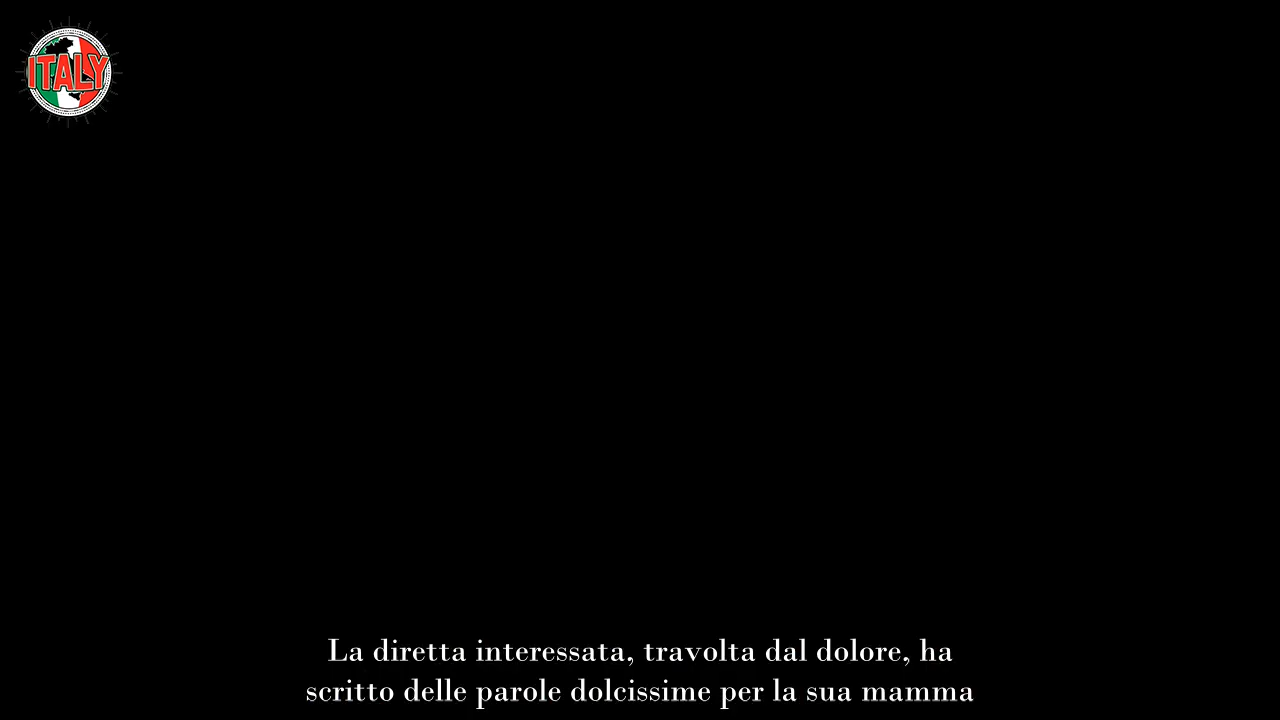 ITALY
La diretta interessata, travolta dal dolore, ha
scritto delle parole dolcissime per la sua mamma